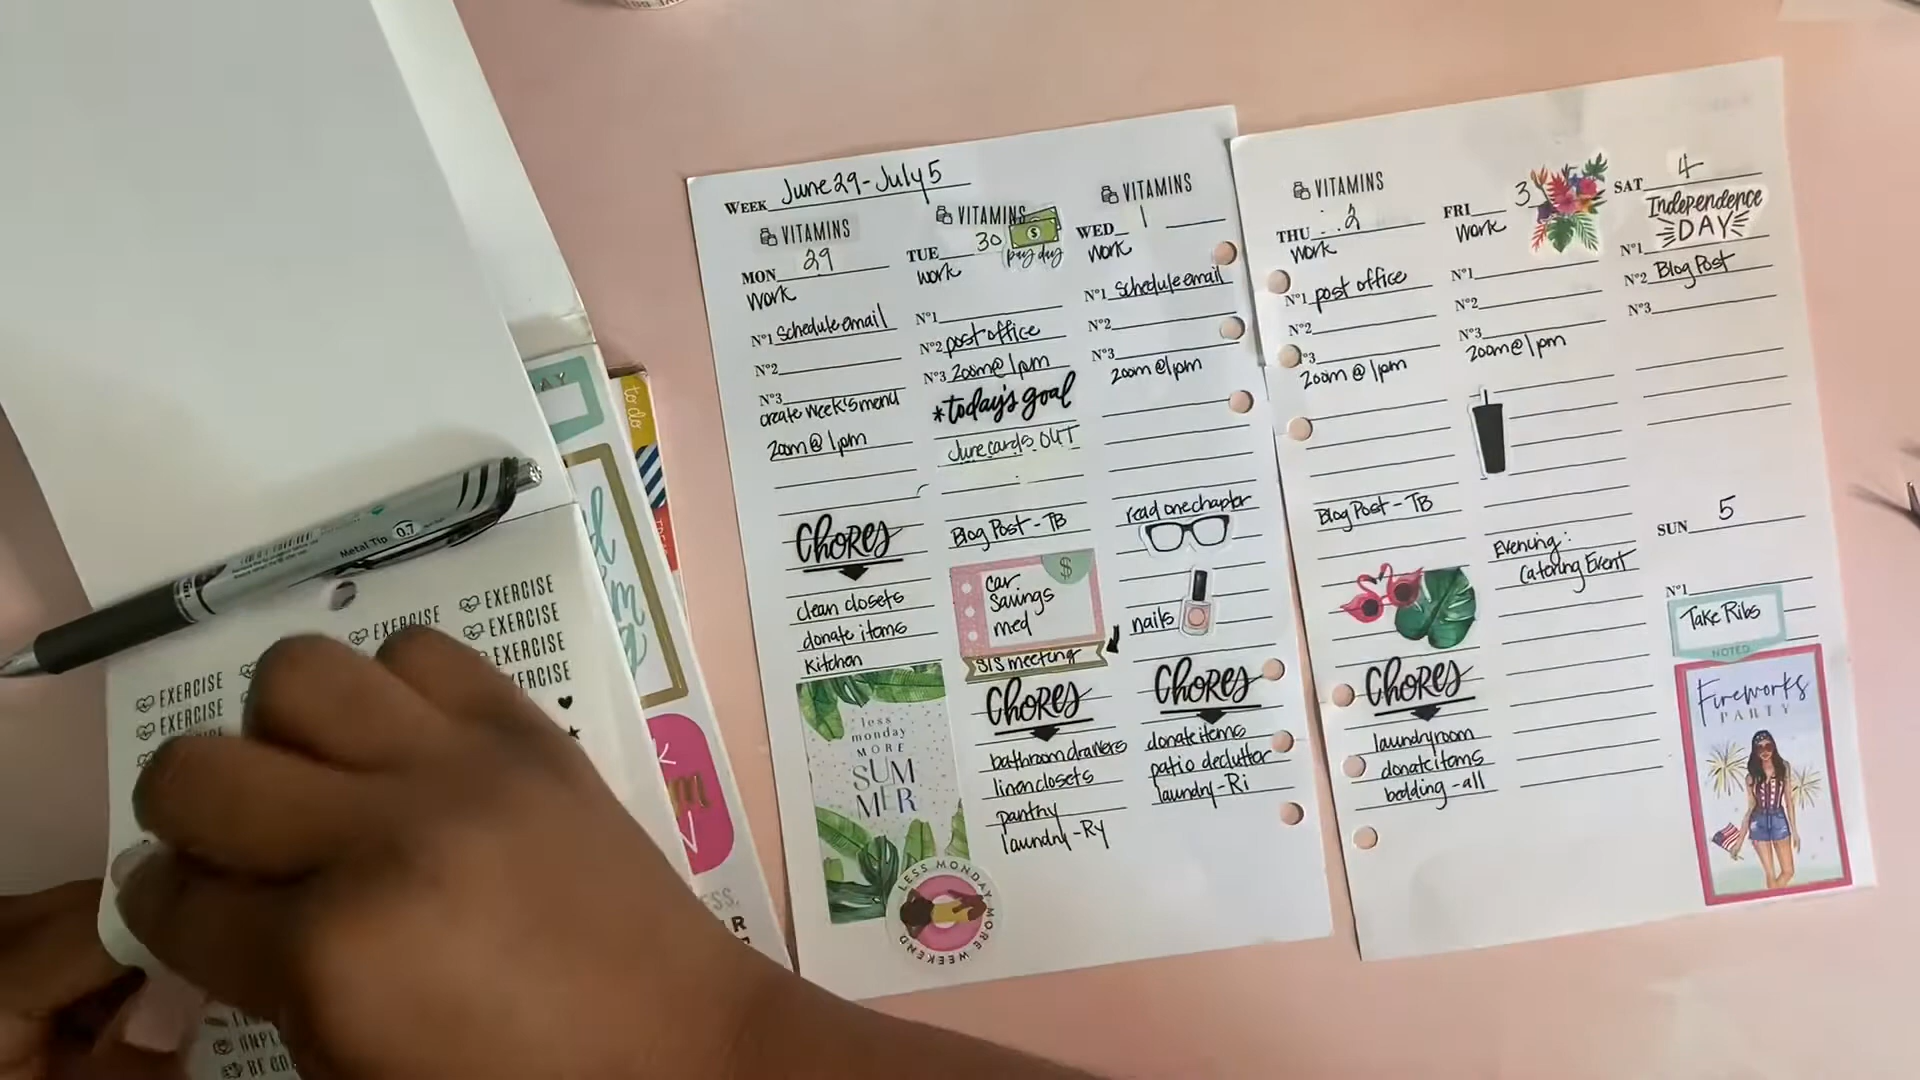 WEEK June 29 - July 5
VITAMINS
MON 29
Work
Nº1 Schedule email
Nº2
Nº3
create week's menu
zoom @ 1pm
CHORES
clean closets
donate items
Kitchen
less
monday
MORE
SUM
MER
LESS MONDAY MORE WEEKEND
VITAMINS
TUE 30
$
pay day
Work
Nº1
Nº2 post office
Nº3 zoom @ 1pm
*today's goal
June cards OUT
Blog Post - TB
$
car
savings
med
SIS meeting
CHORES
bathroom drawers
linen closets
pantry
laundry - Ry
VITAMINS
WED 1
Work
Nº1 Schedule email
Nº2
Nº3
zoom @ 1pm
read one chapter
nails
CHORES
donate items
patio declutter
laundry - Ri
VITAMINS
THU 2
Work
Nº1 post office
Nº2
º3
zoom @ 1pm
Blog Post - TB
CHORES
laundry room
donate items
bedding - all
FRI 3
Work
Nº1
Nº2
Nº3
zoom @ 1pm
Evening:
Catering Event
SAT 4
Independence
DAY
Nº1
Nº2 Blog Post
Nº3
SUN 5
Nº1
Take Ribs
NOTED
Fireworks
PARTY
to do
Metal Tip 0.7
EXERCISE
EXERCISE
EXERCISE
EXERCISE
EXERCISE
EXERCISE
EXERCISE